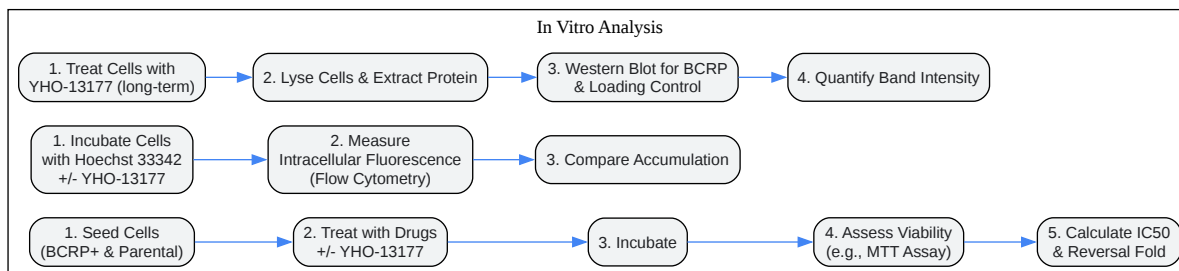 In Vitro Analysis
1. Treat Cells with
YHO-13177 (long-term)
2. Lyse Cells & Extract Protein
3. Western Blot for BCRP
& Loading Control
4. Quantify Band Intensity
1. Incubate Cells
with Hoechst 33342
+/- YHO-13177
2. Measure
Intracellular Fluorescence
(Flow Cytometry)
3. Compare Accumulation
1. Seed Cells
(BCRP+ & Parental)
2. Treat with Drugs
+/- YHO-13177
3. Incubate
4. Assess Viability
(e.g., MTT Assay)
5. Calculate IC50
& Reversal Fold